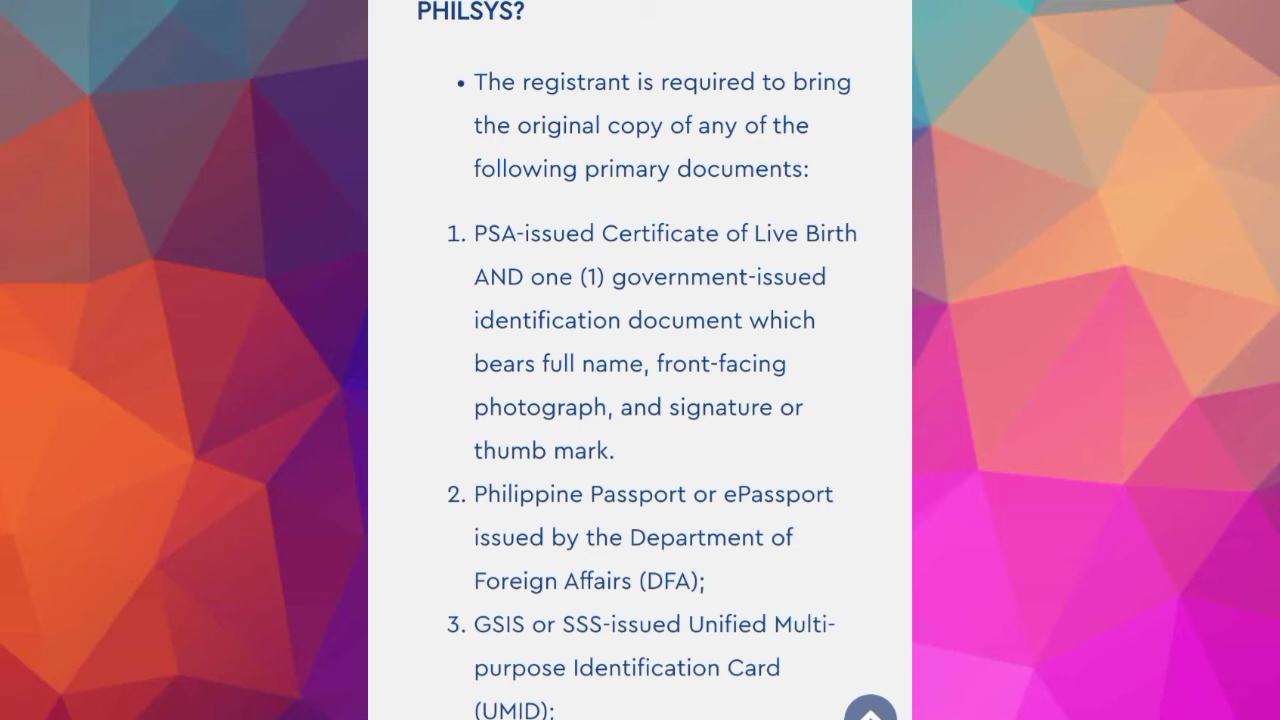 PHILSYS?
• The registrant is required to bring
the original copy of any of the
following primary documents:
1. PSA-issued Certificate of Live Birth
AND one (1) government-issued
identification document which
bears full name, front-facing
photograph, and signature or
thumb mark.
2. Philippine Passport or ePassport
issued by the Department of
Foreign Affairs (DFA);
3. GSIS or SSS-issued Unified Multi-
purpose Identification Card
(UMID);